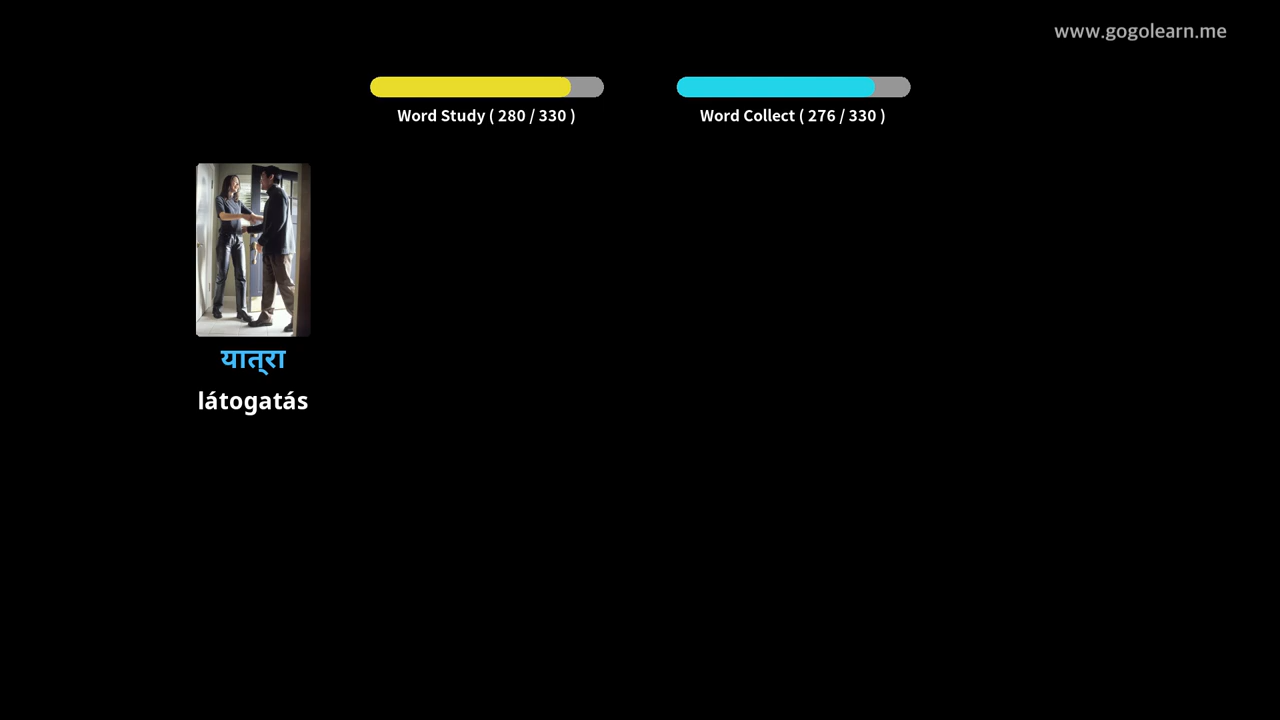 www.gogolearn.me
Word Study ( 280 / 330 )
Word Collect ( 276 / 330 )
यात्रा
látogatás